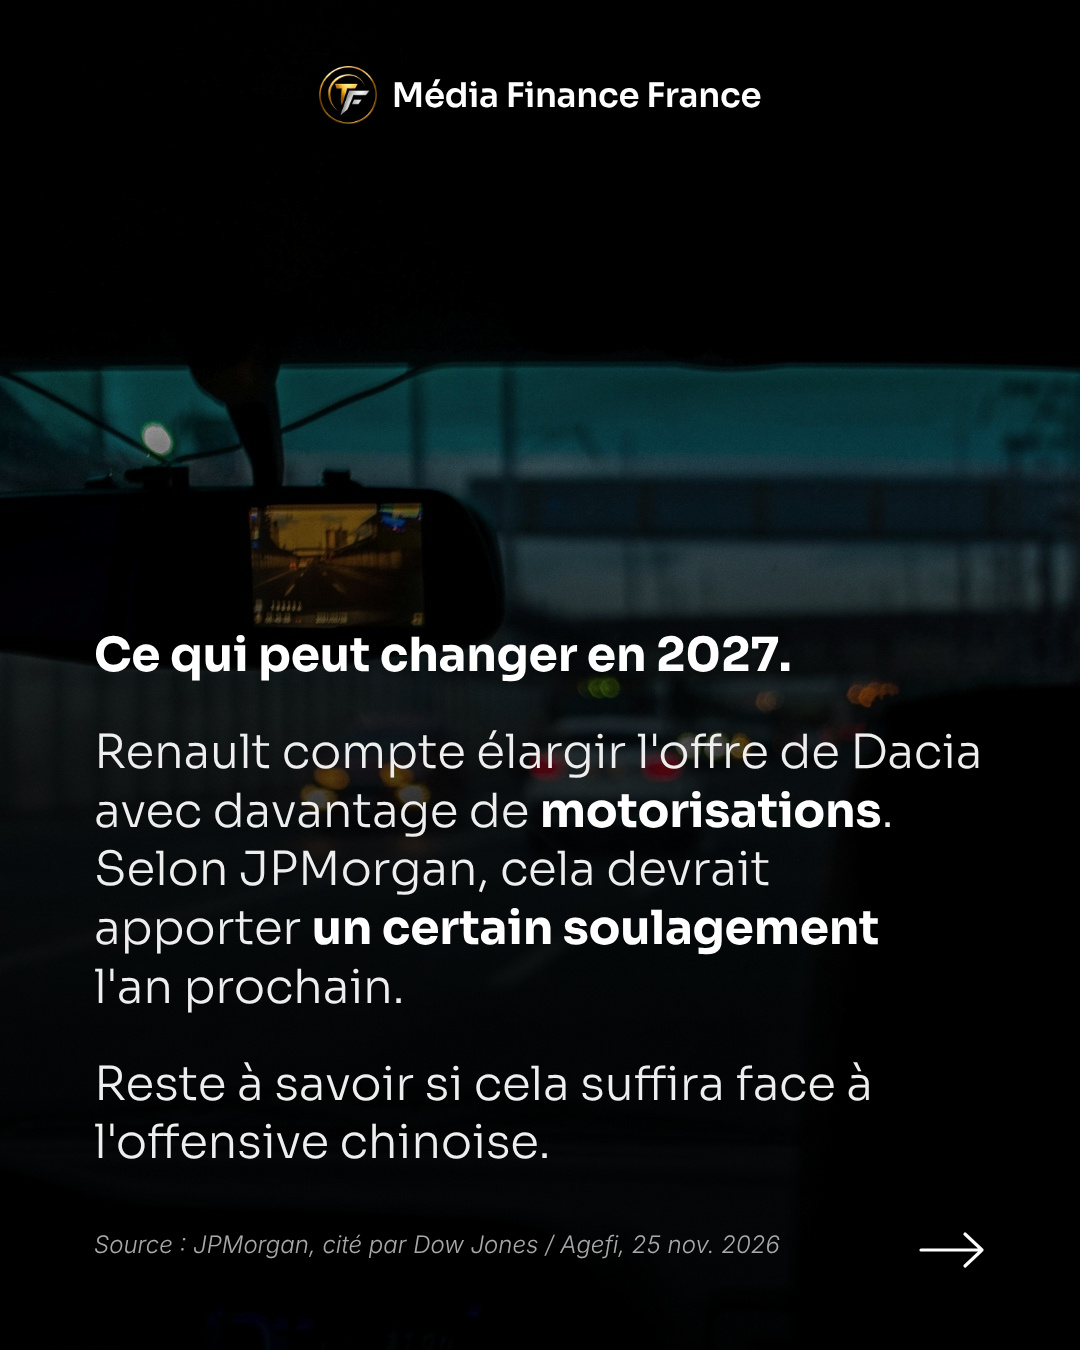 Média Finance France
Ce qui peut changer en 2027.
Renault compte élargir l'offre de Dacia
avec davantage de motorisations.
Selon JPMorgan, cela devrait
apporter un certain soulagement
l'an prochain.
Reste à savoir si cela suffira face à
l'offensive chinoise.
Source : JPMorgan, cité par Dow Jones / Agefi, 25 nov. 2026